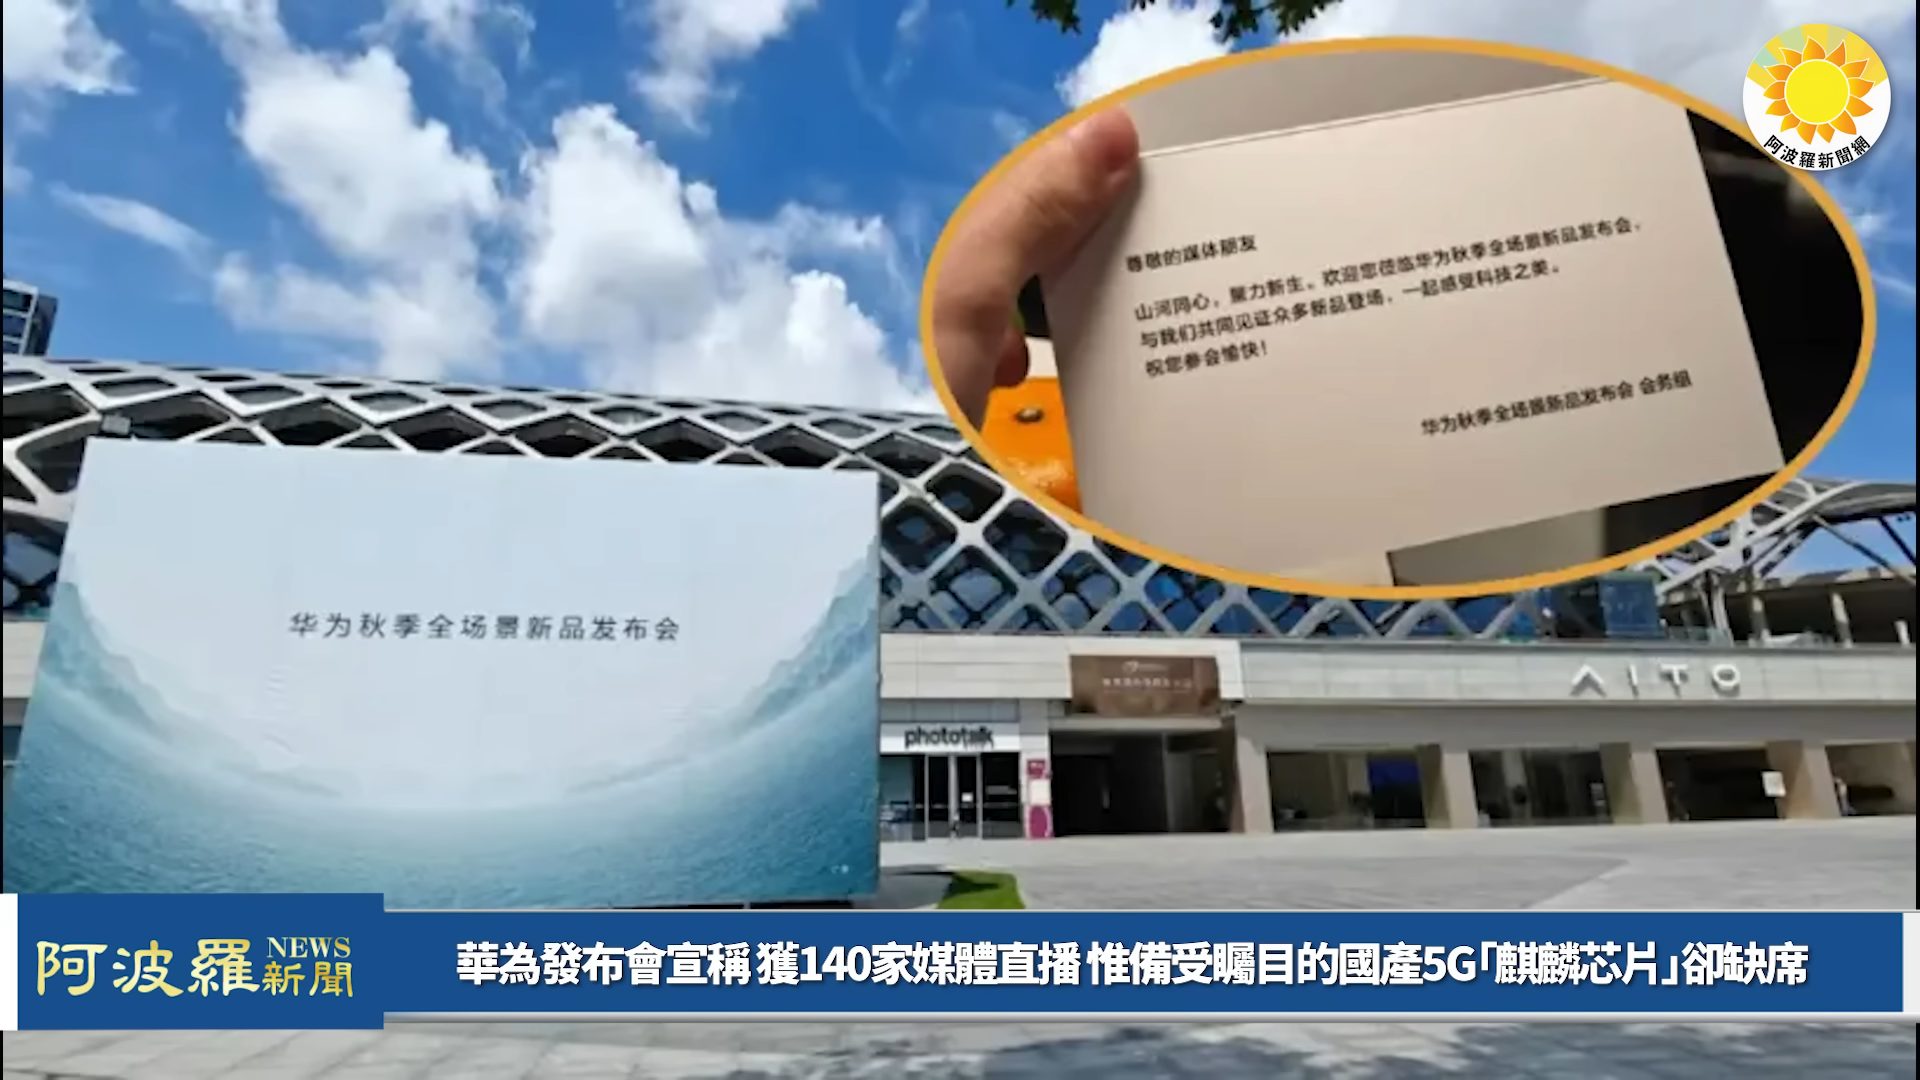 阿波羅新聞網
尊敬的媒体朋友
山河同心，聚力新生。欢迎您莅临华为秋季全场景新品发布会，
与我们共同见证众多新品登场，一起感受科技之美。
祝您参会愉快！
华为秋季全场景新品发布会 会务组
华为秋季全场景新品发布会
AITO
phototalk
阿波羅 NEWS 新聞
華為發布會宣稱 獲140家媒體直播 惟備受矚目的國產5G「麒麟芯片」卻缺席